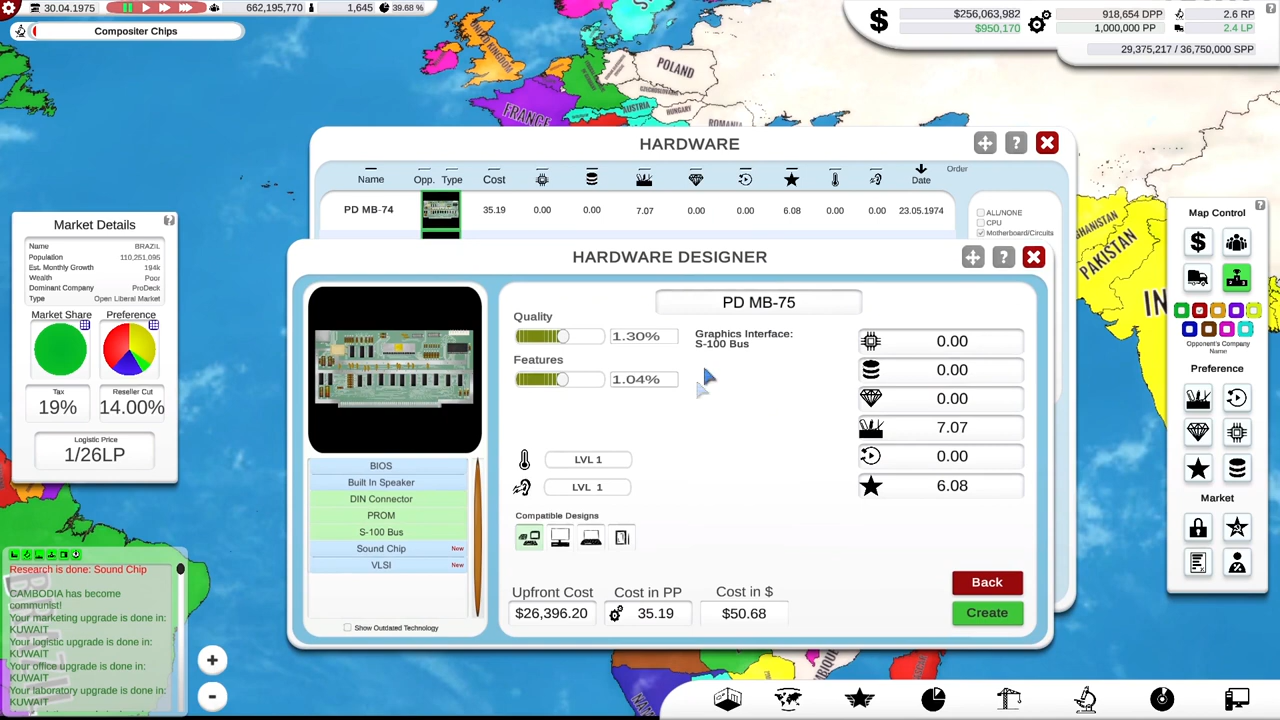 30.04.1975
662,195,770
1,645
39.68 %
Compositer Chips
$256,063,982
$950,170
918,654 DPP
1,000,000 PP
2.6 RP
2.4 LP
29,375,217 / 36,750,000 SPP
POLAND
CZECHOSLOVAKIA
AUSTRIA
HUNGARY
FRANCE
ROMANIA
PAKISTAN
HARDWARE
Name
Opp.
Type
Cost
Date
Order
PD MB-74
35.19
0.00
0.00
7.07
0.00
0.00
6.08
0.00
0.00
23.05.1974
ALL/NONE
CPU
Motherboard/Circuits
Market Details
Name BRAZIL
Population 110,251,095
Est. Monthly Growth 194k
Wealth Poor
Dominant Company ProDeck
Type Open Liberal Market
Market Share
Preference
Tax
19%
Reseller Cut
14.00%
Logistic Price
1/26LP
HARDWARE DESIGNER
PD MB-75
Quality
1.30%
Features
1.04%
Graphics Interface:
S-100 Bus
0.00
0.00
0.00
7.07
0.00
6.08
LVL 1
LVL 1
Compatible Designs
BIOS
Built In Speaker
DIN Connector
PROM
S-100 Bus
Sound Chip New
VLSI New
Show Outdated Technology
Upfront Cost
$26,396.20
Cost in PP
35.19
Cost in $
$50.68
Back
Create
Map Control
Opponent's Company
Name
Preference
Market
Research is done: Sound Chip
CAMBODIA has become
communist!
Your marketing upgrade is done in:
KUWAIT
Your logistic upgrade is done in:
KUWAIT
Your office upgrade is done in:
KUWAIT
Your laboratory upgrade is done in:
KUWAIT